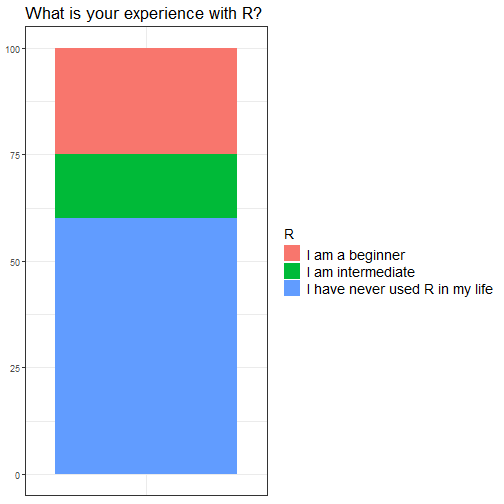 What is your experience with R?
100
75
50
25
0
R
I am a beginner
I am intermediate
I have never used R in my life